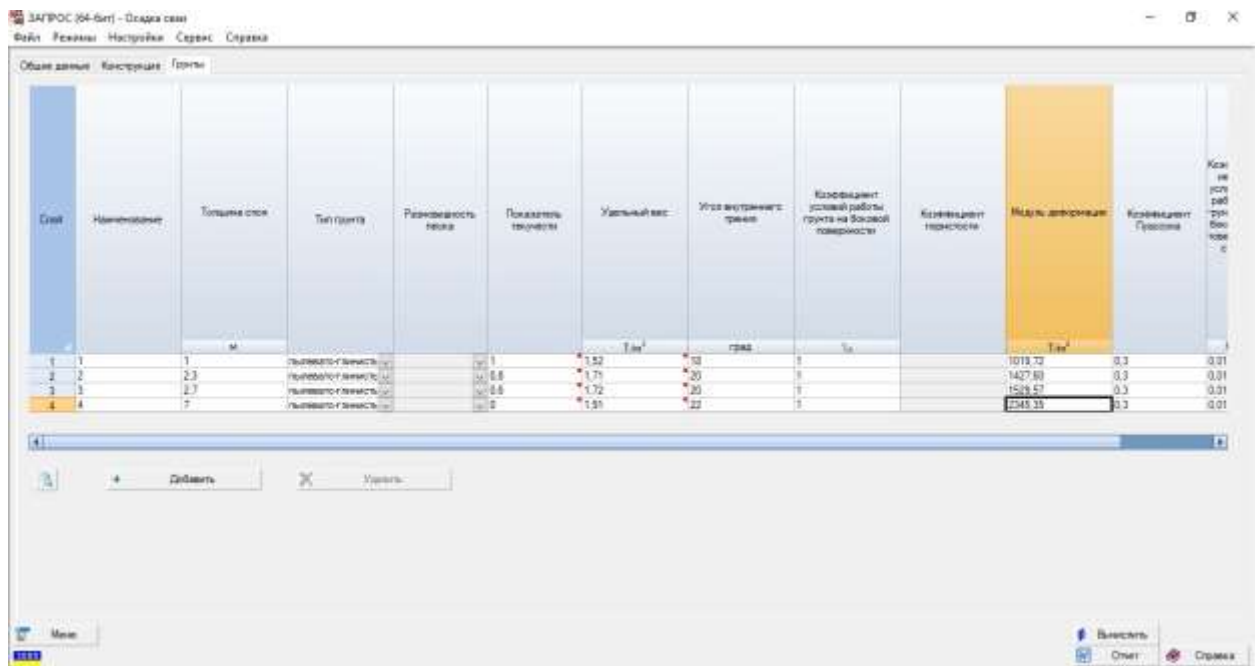 ЗАПРОС (64-бит) - Осадка сваи
Файл Режимы Настройки Сервис Справка
Общие данные Конструкция Грунты
Слой Наименование Толщина слоя Тип грунта Разновидность песка Показатель текучести Удельный вес Угол внутреннего трения Коэффициент условий работы грунта на боковой поверхности Коэффициент пористости Модуль деформации Коэффициент Пуассона
м Т/м³ град Т/м²
1 1 1 пылевато-глинисть 1 1,52 1 1019,72 0,3 0,01
2 2 2,3 пылевато-глинисть 0,6 1,71 20 1 1427,60 0,3 0,01
3 3 2,7 пылевато-глинисть 1,72 20 1 1529,57 0,3 0,01
4 4 7 пылевато-глинисть 0 1,91 22 1 2345,35 0,3 0,01
Добавить Удалить
Меню
Вычислить
Отчет Справка